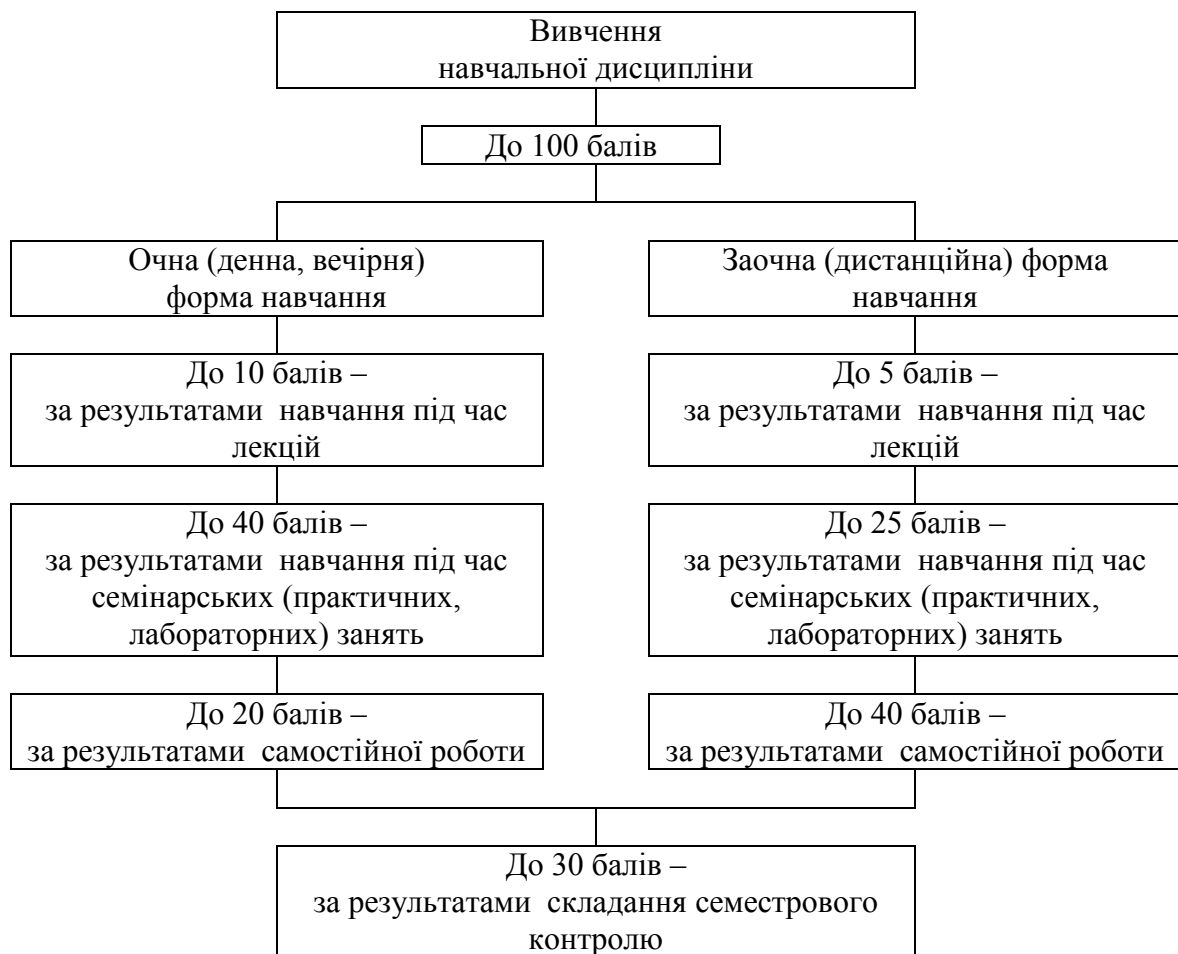 Вивчення
навчальної дисципліни
До 100 балів
Очна (денна, вечірня)
форма навчання
Заочна (дистанційна) форма
навчання
До 10 балів –
за результатами навчання під час
лекцій
До 5 балів –
за результатами навчання під час
лекцій
До 40 балів –
за результатами навчання під час
семінарських (практичних,
лабораторних) занять
До 25 балів –
за результатами навчання під час
семінарських (практичних,
лабораторних) занять
До 20 балів –
за результатами самостійної роботи
До 40 балів –
за результатами самостійної роботи
До 30 балів –
за результатами складання семестрового
контролю